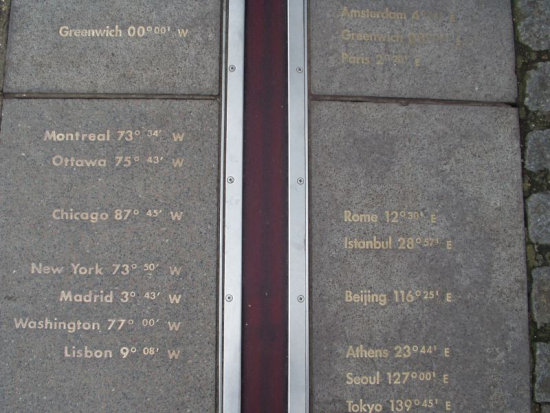 Greenwich 00°00' W
Montreal 73° 34' W
Ottawa 75° 43' W
Chicago 87° 45' W
New York 73° 50' W
Madrid 3° 43' W
Washington 77° 00' W
Lisbon 9° 08' W
Amsterdam E
Greenwich E
Paris E
Rome 12°30' E
Istanbul 28°57' E
Beijing 116°25' E
Athens 23°44' E
Seoul 127°00' E
Tokyo 139°45' E